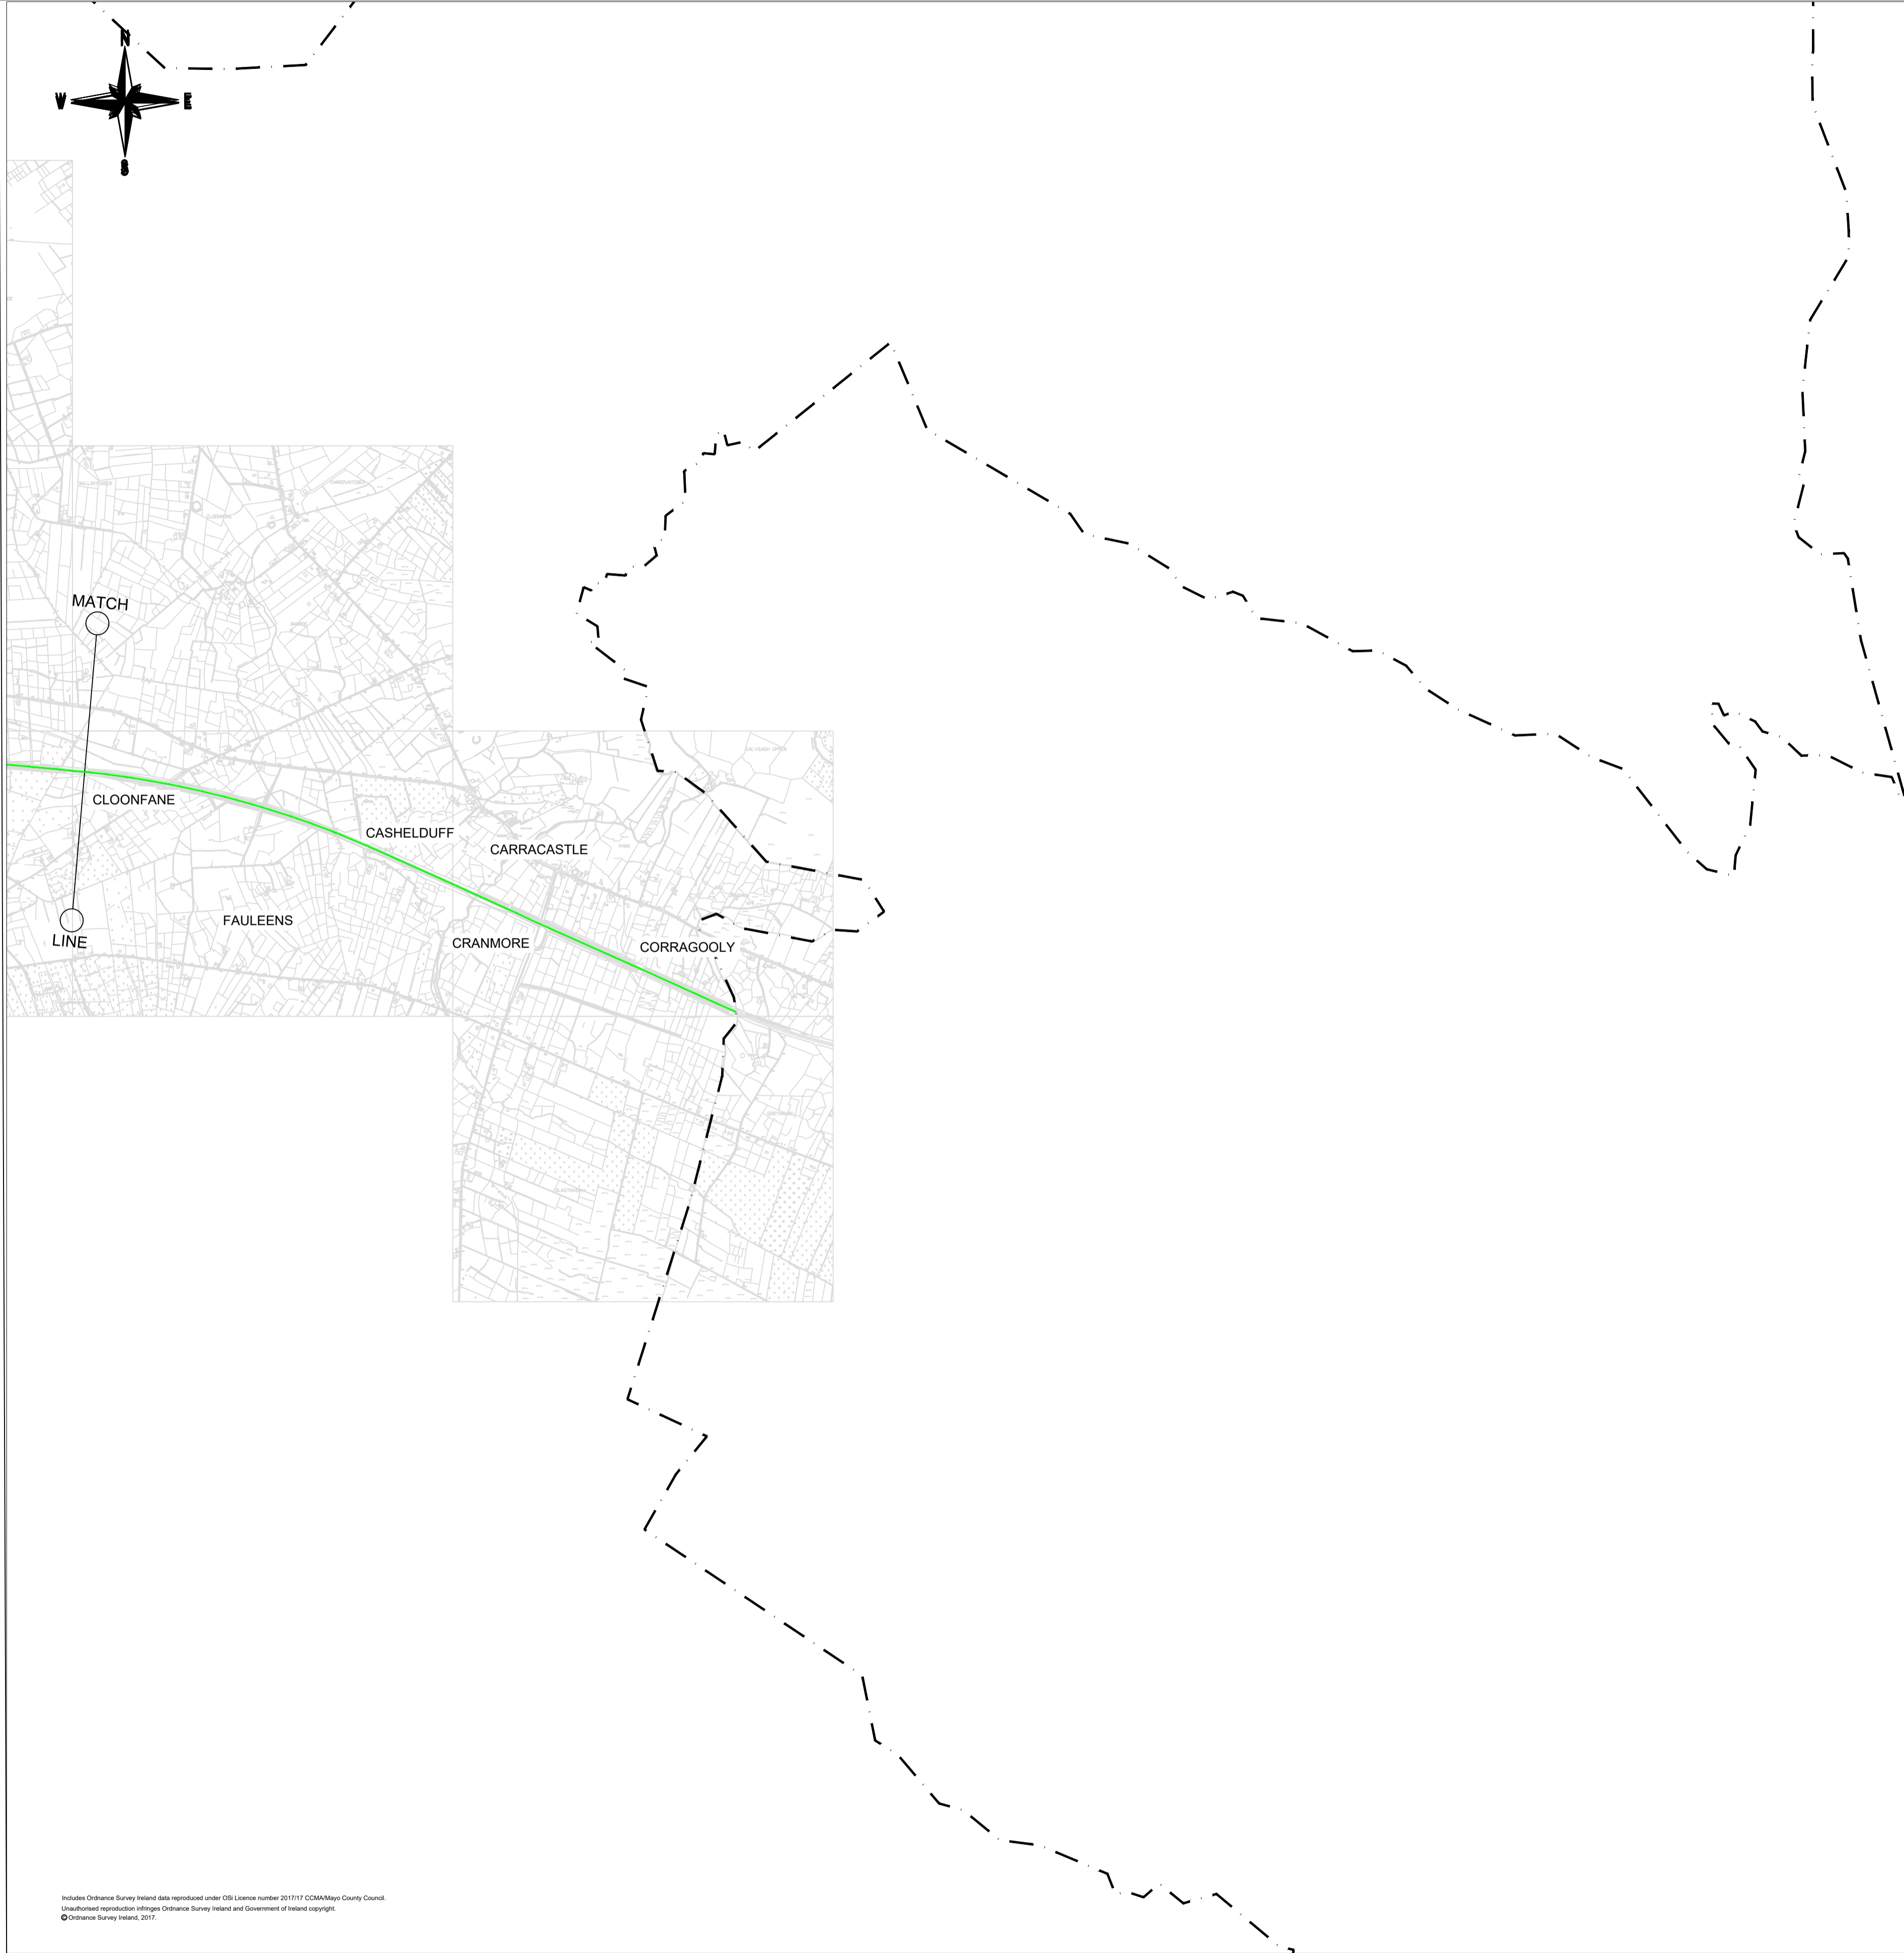 N
W E
S
MATCH
CLOONFANE
CASHELDUFF
CARRACASTLE
FAULEENS
LINE
CRANMORE
CORRAGOOLY
Includes Ordnance Survey Ireland data reproduced under OSi Licence number 2017/17 CCMA/Mayo County Council.
Unauthorised reproduction infringes Ordnance Survey Ireland and Government of Ireland copyright.
© Ordnance Survey Ireland, 2017.